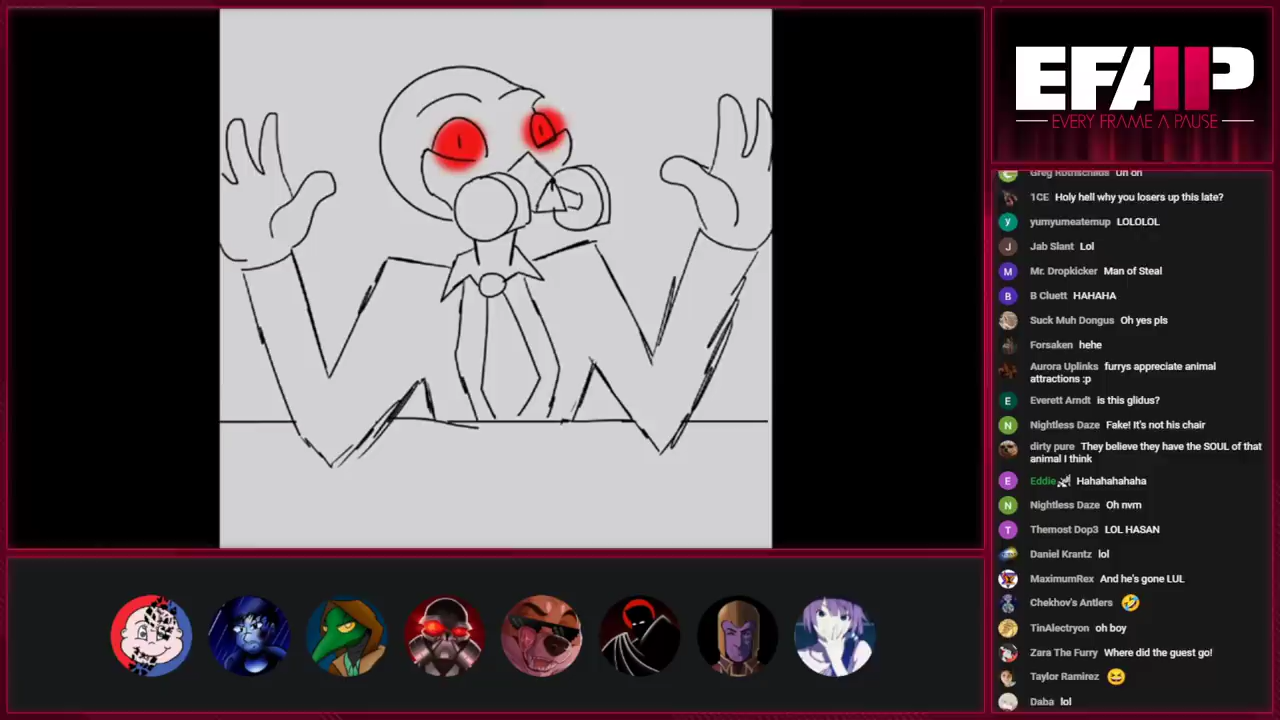 EFAP
EVERY FRAME A PAUSE
Greg Rothschilds Uh oh
1CE Holy hell why you losers up this late?
yumyumeatemup LOLOLOL
Jab Slant Lol
Mr. Dropkicker Man of Steal
B Cluett HAHAHA
Suck Muh Dongus Oh yes pls
Forsaken hehe
Aurora Uplinks furrys appreciate animal
attractions :p
Everett Arndt is this glidus?
Nightless Daze Fake! It's not his chair
dirty pure They believe they have the SOUL of that
animal I think
Eddie Hahahahahaha
Nightless Daze Oh nvm
Themost Dop3 LOL HASAN
Daniel Krantz lol
MaximumRex And he's gone LUL
Chekhov's Antlers 🤣
TinAlectryon oh boy
Zara The Furry Where did the guest go!
Taylor Ramirez 😆
Daba lol